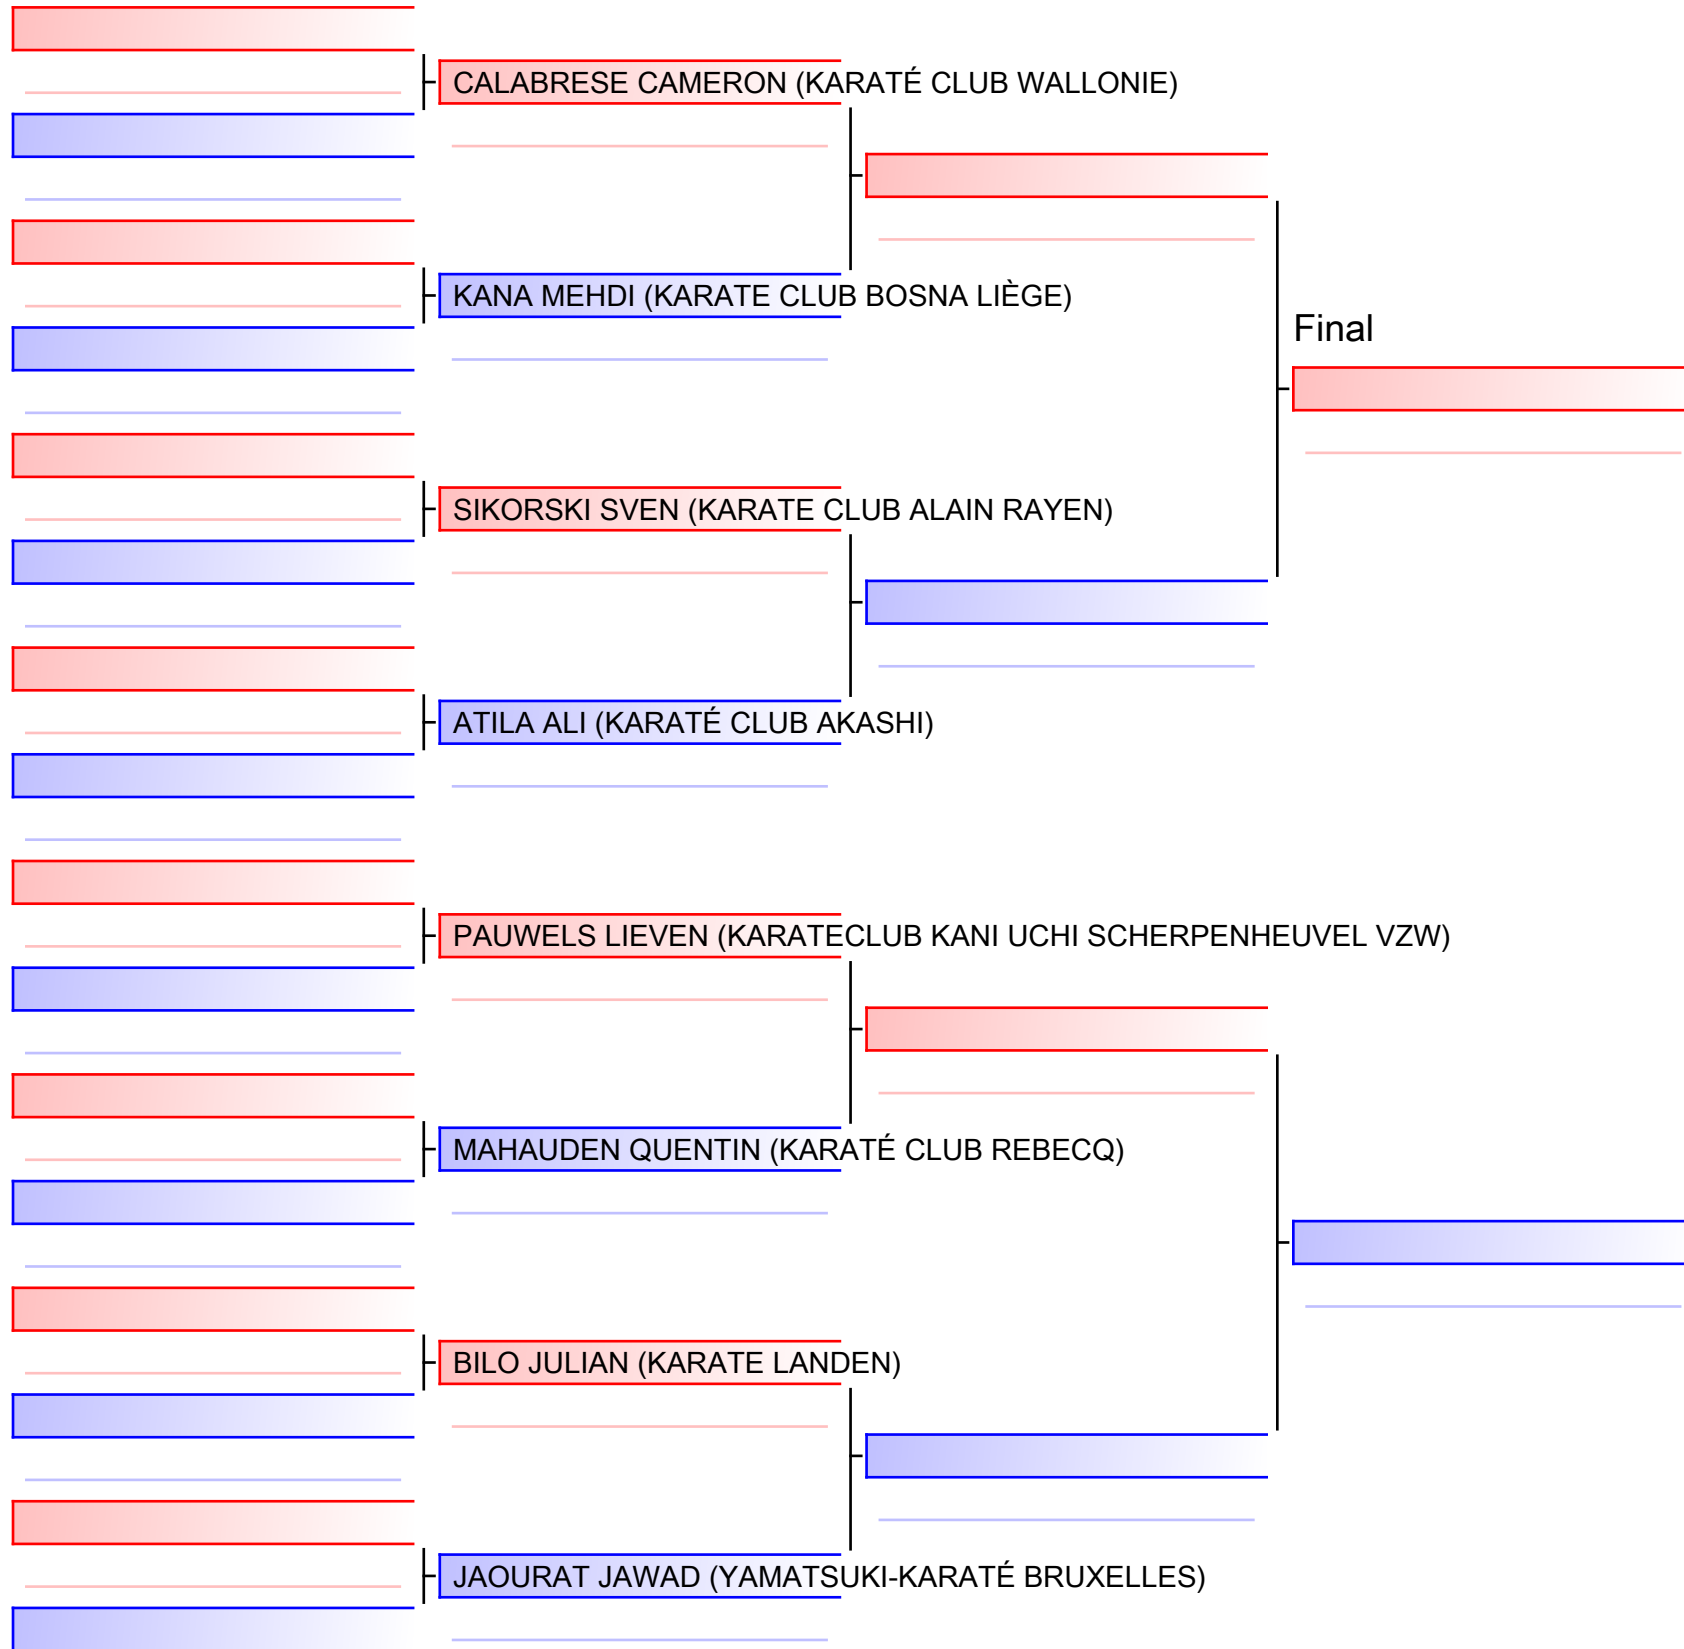 CALABRESE CAMERON (KARATÉ CLUB WALLONIE)
KANA MEHDI (KARATE CLUB BOSNA LIÈGE)
Final
SIKORSKI SVEN (KARATE CLUB ALAIN RAYEN)
ATILA ALI (KARATÉ CLUB AKASHI)
PAUWELS LIEVEN (KARATECLUB KANI UCHI SCHERPENHEUVEL VZW)
MAHAUDEN QUENTIN (KARATÉ CLUB REBECQ)
BILO JULIAN (KARATE LANDEN)
JAOURAT JAWAD (YAMATSUKI-KARATÉ BRUXELLES)